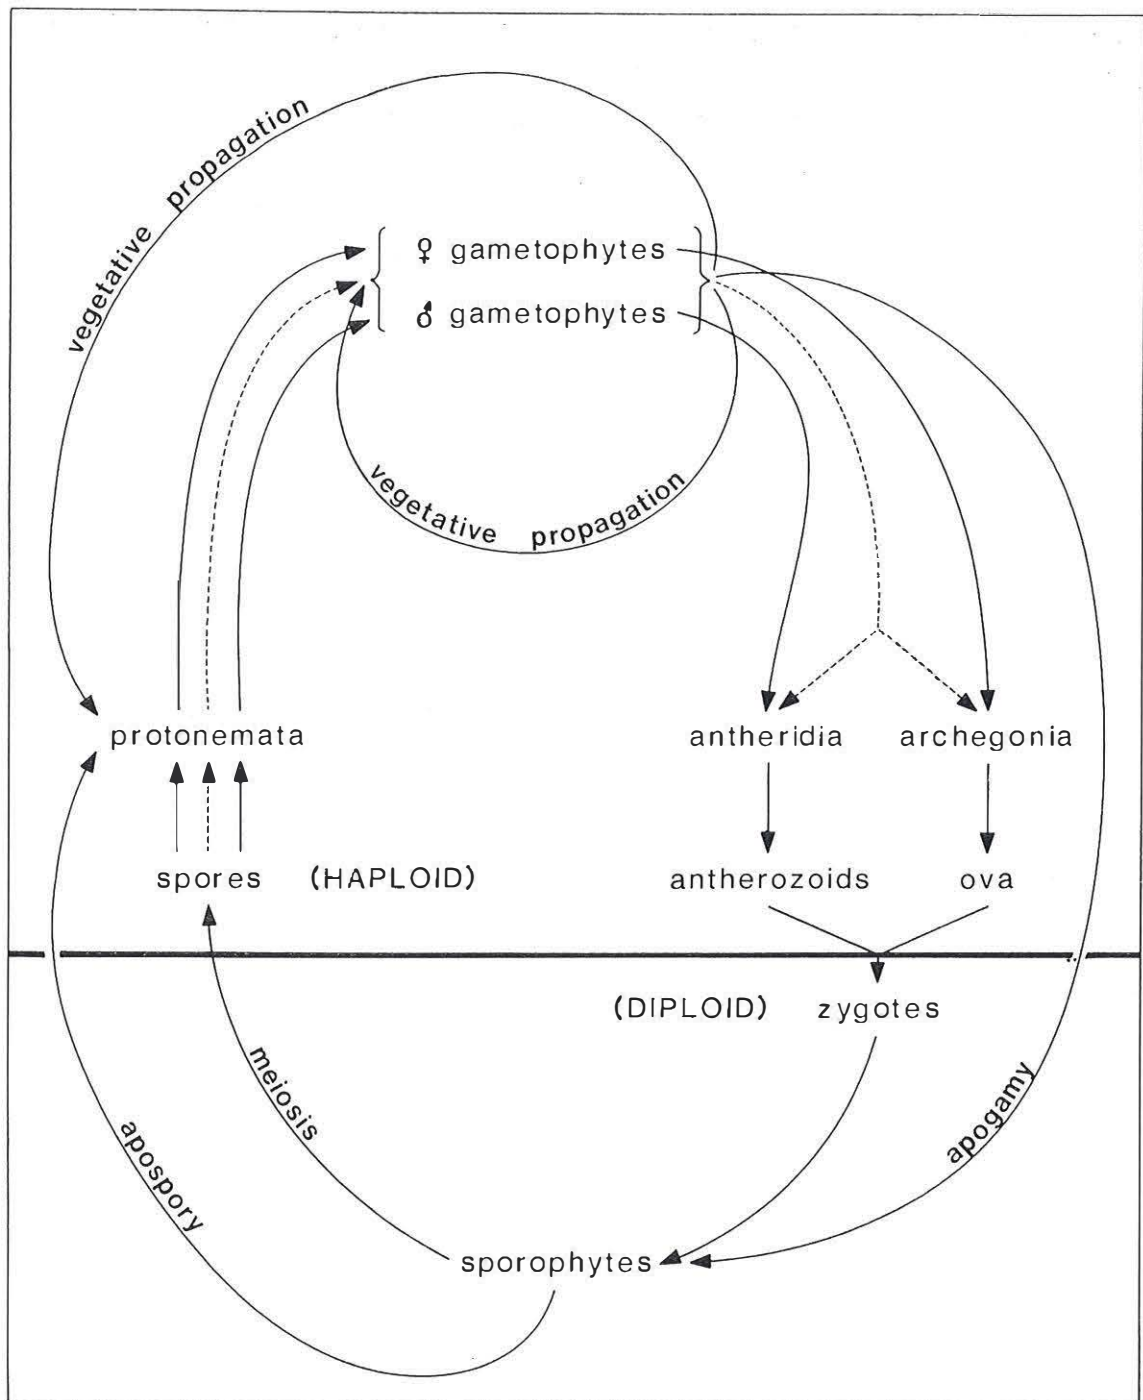 vegetative propagation
♀ gametophytes
♂ gametophytes
vegetative propagation
protonemata
antheridia
archegonia
spores
(HAPLOID)
antherozoids
ova
(DIPLOID)
zygotes
meiosis
apospory
apogamy
sporophytes